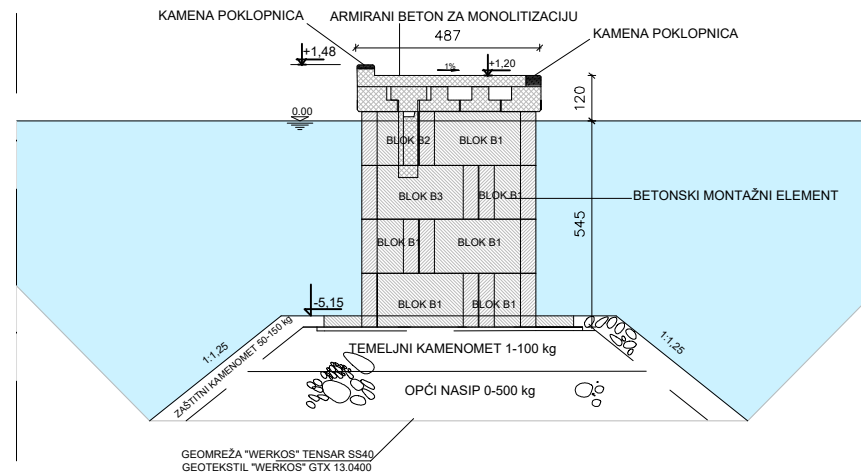 KAMENA POKLOPNICA
ARMIRANI BETON ZA MONOLITIZACIJU
487
KAMENA POKLOPNICA
+1,48
1%
+1,20
120
0.00
BLOK B2
BLOK B1
BLOK B3
BLOK B1
BETONSKI MONTAŽNI ELEMENT
545
BLOK B1
BLOK B1
-5,15
BLOK B1
BLOK B1
1:1,25
ZAŠTITNI KAMENOMET 50-150 kg
TEMELJNI KAMENOMET 1-100 kg
1:1,25
OPĆI NASIP 0-500 kg
GEOMREŽA "WERKOS" TENSAR SS40
GEOTEKSTIL "WERKOS" GTX 13.0400